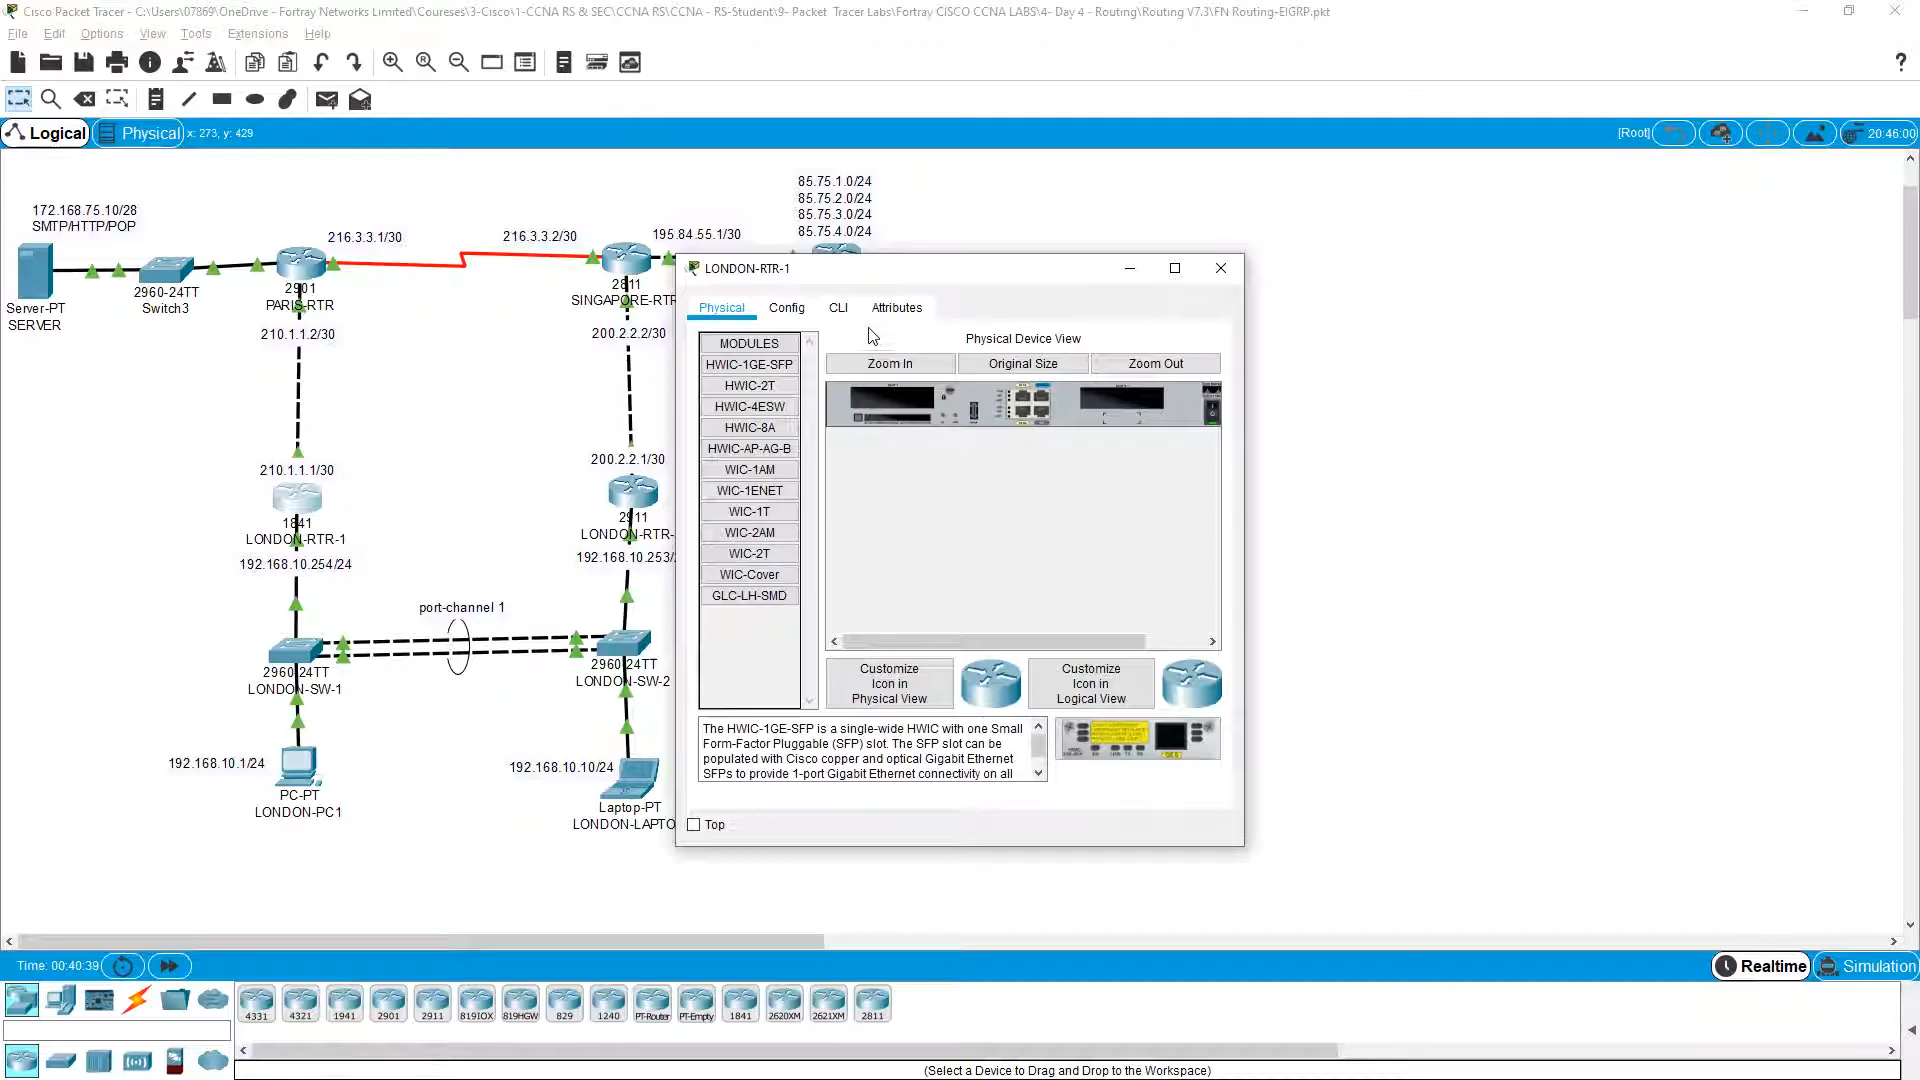 Cisco Packet Tracer - C:\Users\07869\OneDrive - Fortray Networks Limited\Coureses\3-Cisco\1-CCNA RS & SEC\CCNA RS\CCNA - RS-Student\9- Packet Tracer Labs\Fortray CISCO CCNA LABS\4- Day 4 - Routing\Routing V7.3\FN Routing-EIGRP.pkt
File Edit Options View Tools Extensions Help
Logical Physical x: 273, y: 429 [Root] 20:46:00
85.75.1.0/24
85.75.2.0/24
85.75.3.0/24
85.75.4.0/24
172.168.75.10/28
SMTP/HTTP/POP
216.3.3.1/30
216.3.3.2/30
195.84.55.1/30
Server-PT
SERVER
2960-24TT
Switch3
2901
PARIS-RTR
2811
SINGAPORE-RTR
210.1.1.2/30
200.2.2.2/30
210.1.1.1/30
200.2.2.1/30
1841
LONDON-RTR-1
2911
LONDON-RTR-
192.168.10.254/24
192.168.10.253/
port-channel 1
2960-24TT
LONDON-SW-1
2960-24TT
LONDON-SW-2
192.168.10.1/24
192.168.10.10/24
PC-PT
LONDON-PC1
Laptop-PT
LONDON-LAPTO
LONDON-RTR-1
Physical Config CLI Attributes
MODULES
HWIC-1GE-SFP
HWIC-2T
HWIC-4ESW
HWIC-8A
HWIC-AP-AG-B
WIC-1AM
WIC-1ENET
WIC-1T
WIC-2AM
WIC-2T
WIC-Cover
GLC-LH-SMD
Physical Device View
Zoom In Original Size Zoom Out
Customize
Icon in
Physical View
Customize
Icon in
Logical View
The HWIC-1GE-SFP is a single-wide HWIC with one Small
Form-Factor Pluggable (SFP) slot. The SFP slot can be
populated with Cisco copper and optical Gigabit Ethernet
SFPs to provide 1-port Gigabit Ethernet connectivity on all
Top
Time: 00:40:39
Realtime Simulation
4331 4321 1941 2901 2911 819IOX 819HGW 829 1240 PT-Router PT-Empty 1841 2620XM 2621XM 2811
(Select a Device to Drag and Drop to the Workspace)